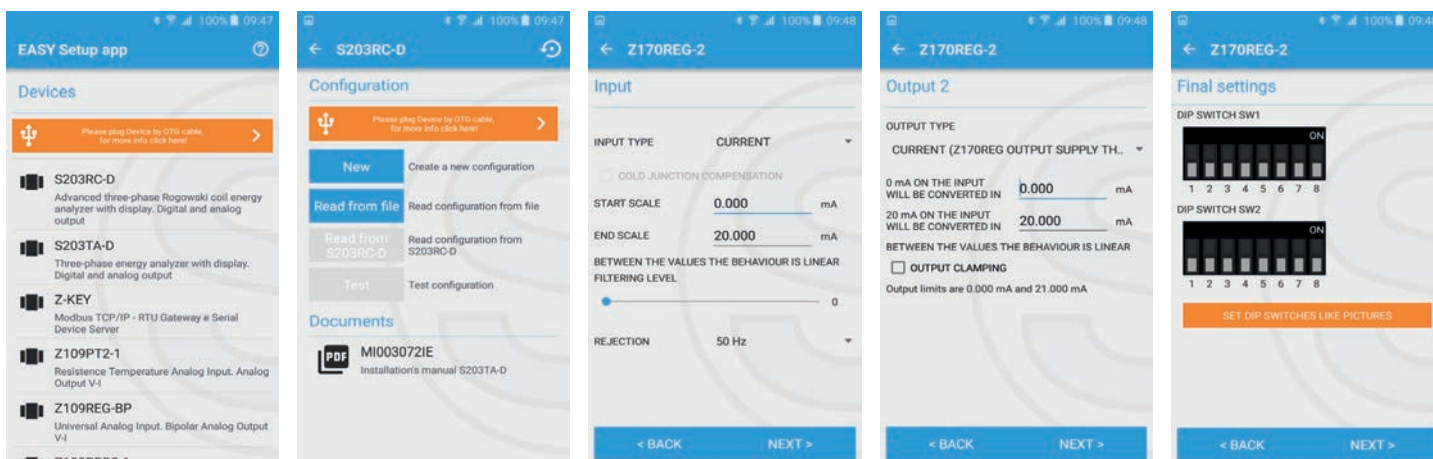 100% 09:47
EASY Setup app
Devices
Please plug Device by OTG cable,
for more info click here!
S203RC-D
Advanced three-phase Rogowski coil energy
analyzer with display. Digital and analog
output
S203TA-D
Three-phase energy analyzer with display.
Digital and analog output
Z-KEY
Modbus TCP/IP - RTU Gateway e Serial
Device Server
Z109PT2-1
Resistence Temperature Analog Input. Analog
Output V-I
Z109REG-BP
Universal Analog Input. Bipolar Analog Output
V-I
100% 09:47
S203RC-D
Configuration
Please plug Device by OTG cable,
for more info click here!
New
Create a new configuration
Read from file
Read configuration from file
Read from
S203RC-D
Read configuration from
S203RC-D
Test
Test configuration
Documents
PDF
MI003072IE
Installation's manual S203TA-D
100% 09:48
Z170REG-2
Input
INPUT TYPE CURRENT
COLD JUNCTION COMPENSATION
START SCALE 0.000 mA
END SCALE 20.000 mA
BETWEEN THE VALUES THE BEHAVIOUR IS LINEAR
FILTERING LEVEL
0
REJECTION 50 Hz
< BACK NEXT >
100% 09:48
Z170REG-2
Output 2
OUTPUT TYPE
CURRENT (Z170REG OUTPUT SUPPLY TH..
0 mA ON THE INPUT
WILL BE CONVERTED IN 0.000 mA
20 mA ON THE INPUT
WILL BE CONVERTED IN 20.000 mA
BETWEEN THE VALUES THE BEHAVIOUR IS LINEAR
OUTPUT CLAMPING
Output limits are 0.000 mA and 21.000 mA
< BACK NEXT >
100%
Z170REG-2
Final settings
DIP SWITCH SW1
ON
1 2 3 4 5 6 7 8
DIP SWITCH SW2
ON
1 2 3 4 5 6 7 8
SET DIP SWITCHES LIKE PICTURES
< BACK NEXT >